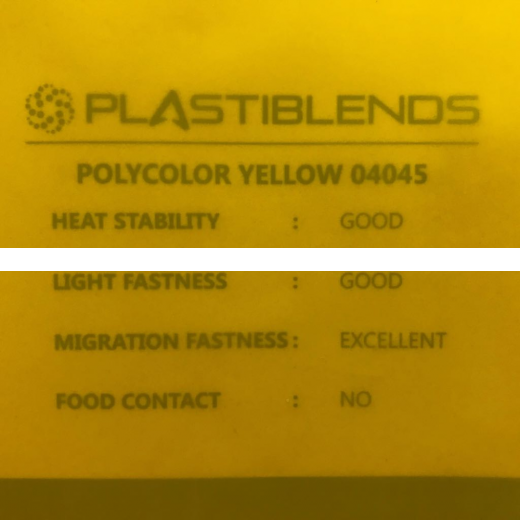 PLASTIBLENDS
POLYCOLOR YELLOW 04045
HEAT STABILITY : GOOD
LIGHT FASTNESS : GOOD
MIGRATION FASTNESS : EXCELLENT
FOOD CONTACT : NO